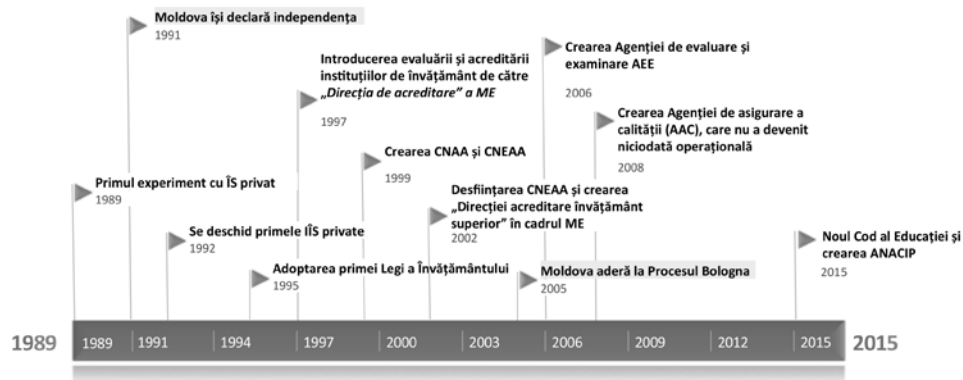 Moldova își declară independența
1991
Introducerea evaluării și acreditării
instituțiilor de învățământ de către
„Direcția de acreditare” a ME
1997
Crearea Agenției de evaluare și
examinare AEE
2006
Crearea Agenției de asigurare a
calității (AAC), care nu a devenit
niciodată operațională
2008
Crearea CNAA și CNEAA
1999
Primul experiment cu ÎS privat
1989
Desființarea CNEAA și crearea
„Direcției acreditare învățământ
superior” în cadrul ME
2002
Se deschid primele IÎS private
1992
Noul Cod al Educației și
crearea ANACIP
2015
Adoptarea primei Legi a Învățământului
1995
Moldova aderă la Procesul Bologna
2005
1989 1989 1991 1994 1997 2000 2003 2006 2009 2012 2015 2015